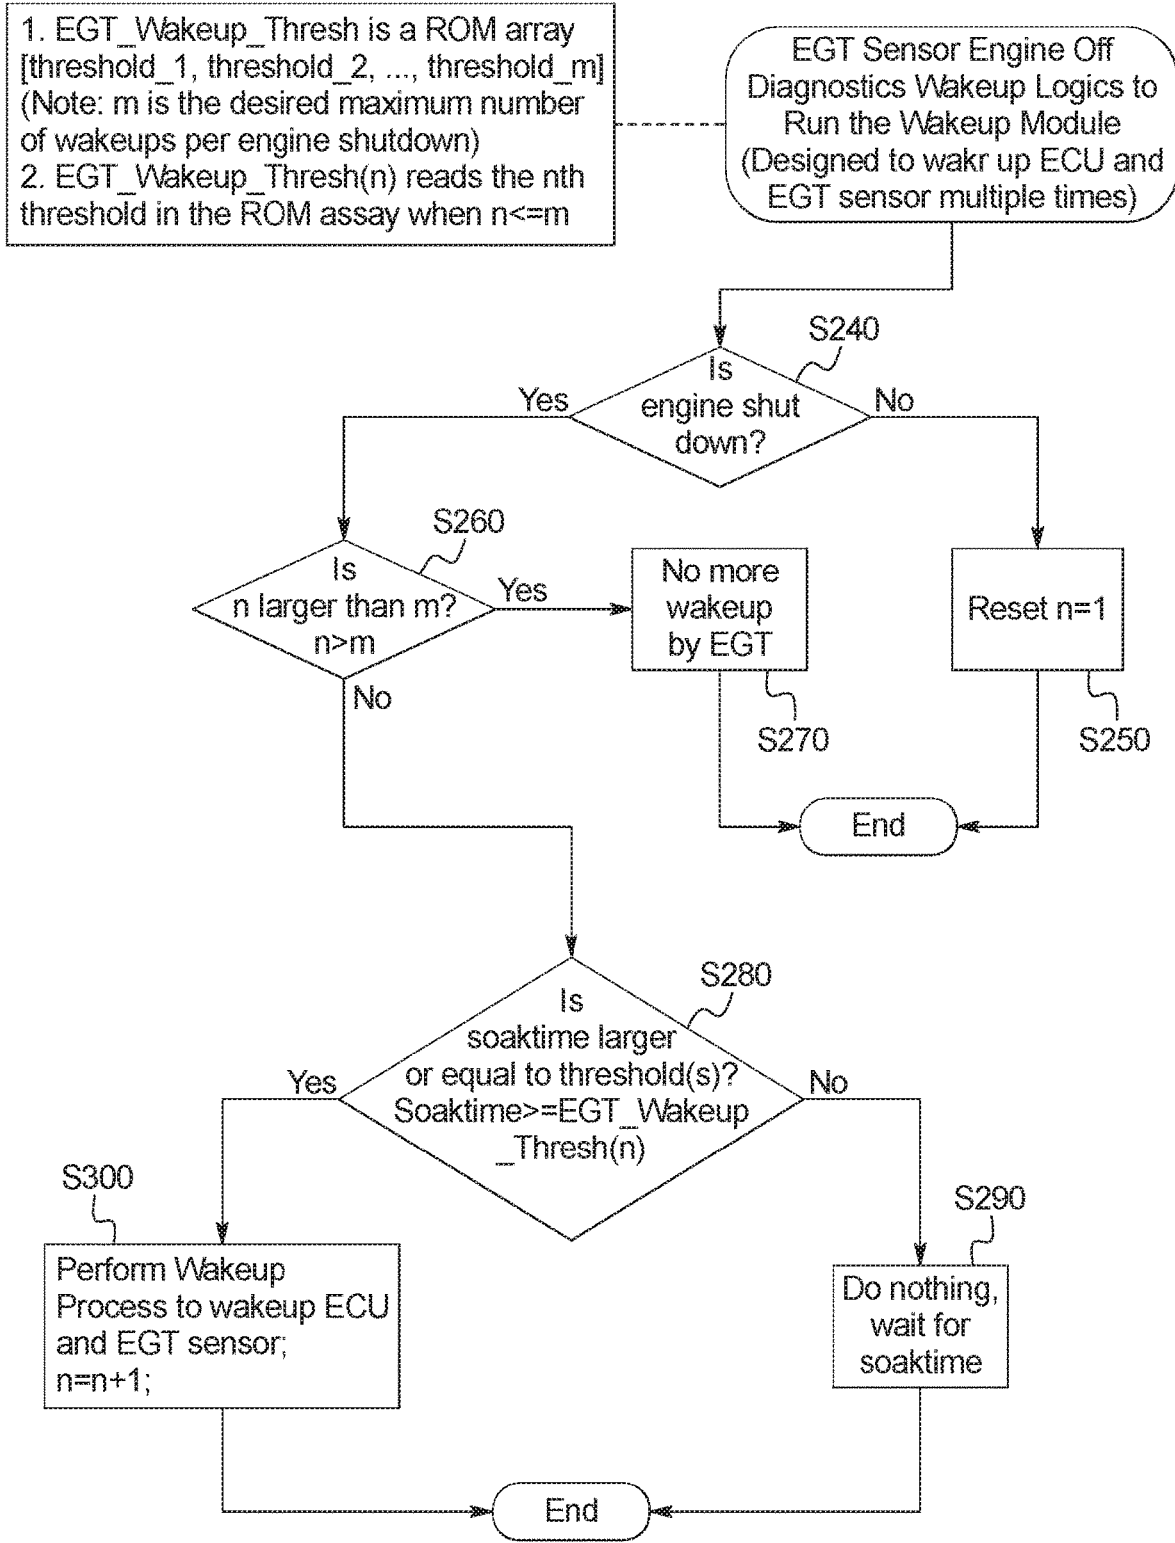 1. EGT_Wakeup_Thresh is a ROM array
[threshold_1, threshold_2, ..., threshold_m]
(Note: m is the desired maximum number
of wakeups per engine shutdown)
2. EGT_Wakeup_Thresh(n) reads the nth
threshold in the ROM assay when n<=m
EGT Sensor Engine Off
Diagnostics Wakeup Logics to
Run the Wakeup Module
(Designed to wakr up ECU and
EGT sensor multiple times)
S240
Is
engine shut
down?
Yes
No
S260
Is
n larger than m?
n>m
Yes
No
No more
wakeup
by EGT
S270
Reset n=1
S250
End
S280
Is
soaktime larger
or equal to threshold(s)?
Soaktime>=EGT_Wakeup
_Thresh(n)
Yes
No
S300
Perform Wakeup
Process to wakeup ECU
and EGT sensor;
n=n+1;
S290
Do nothing,
wait for
soaktime
End